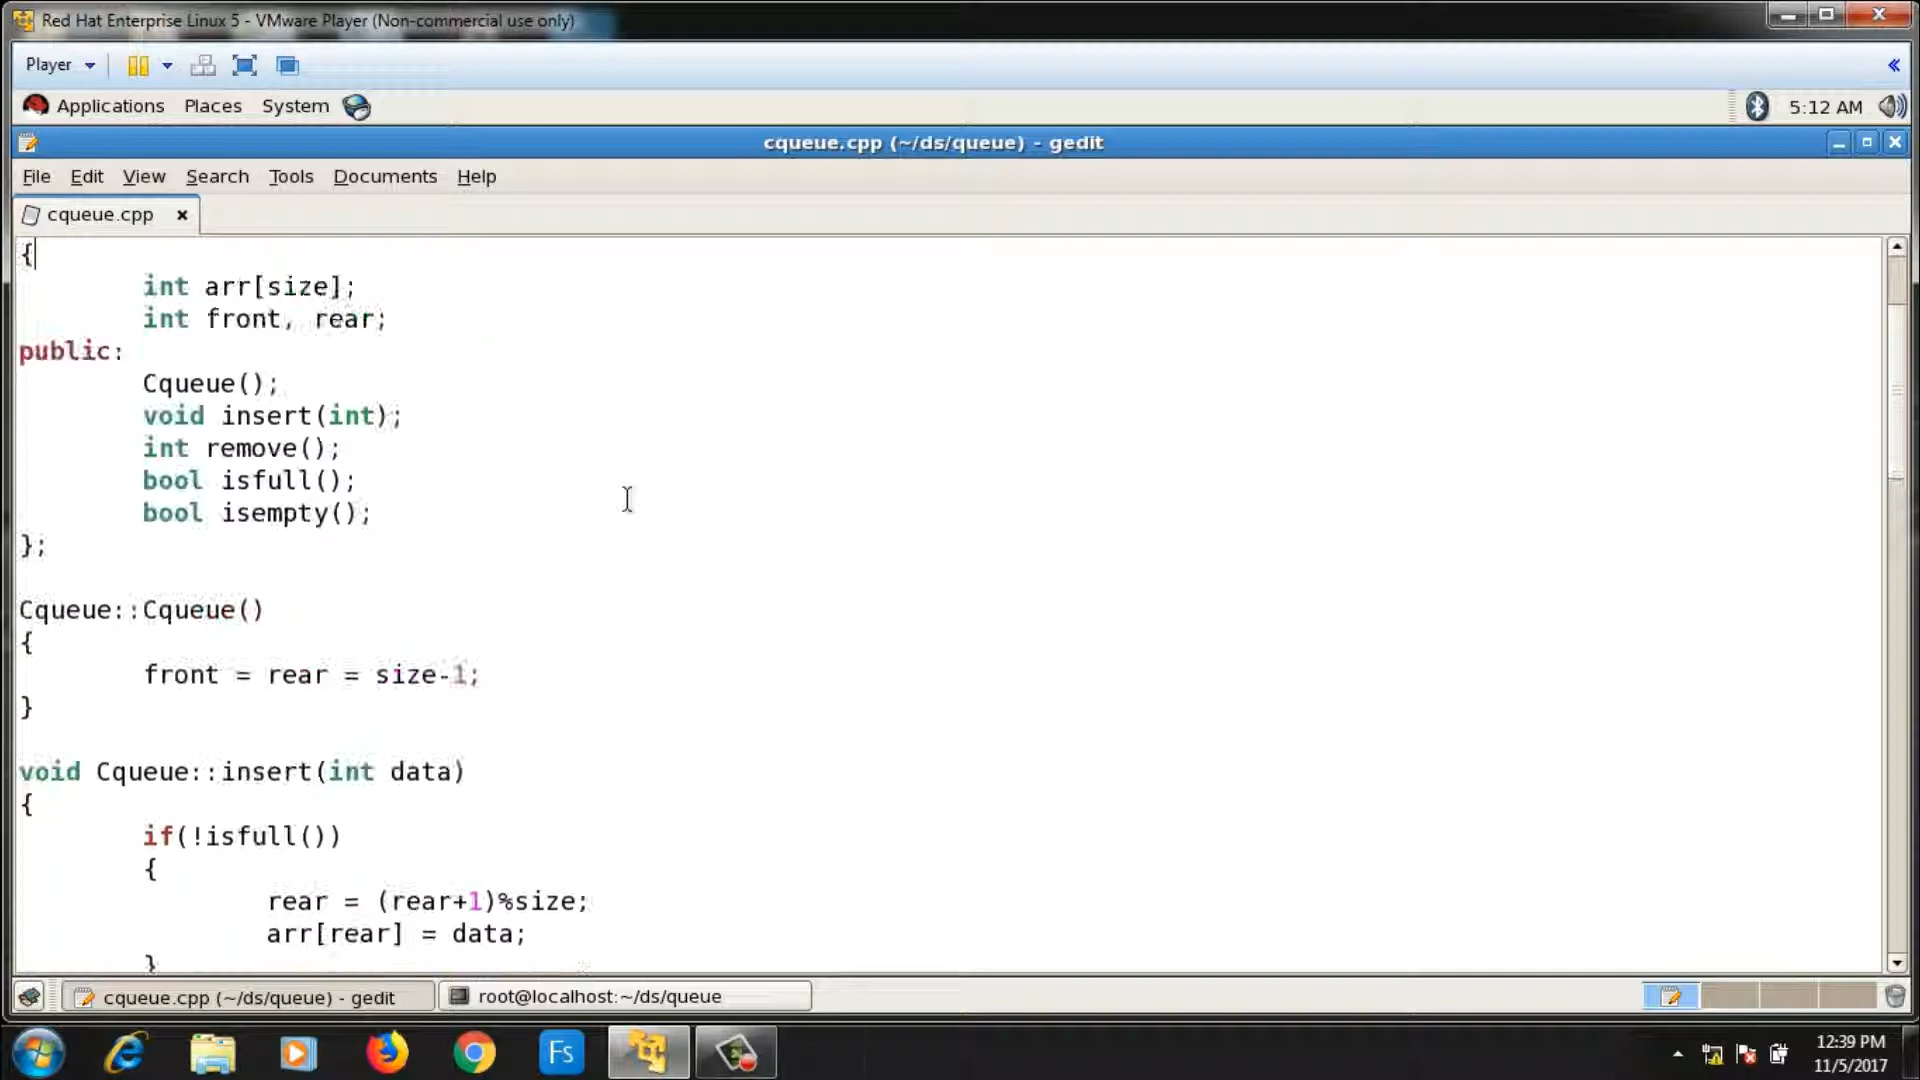 Red Hat Enterprise Linux 5 - VMware Player (Non-commercial use only)
Player
Applications Places System
5:12 AM
cqueue.cpp (~/ds/queue) - gedit
File Edit View Search Tools Documents Help
cqueue.cpp
{
int arr[size];
int front, rear;
public:
Cqueue();
void insert(int);
int remove();
bool isfull();
bool isempty();
};
Cqueue::Cqueue()
{
front = rear = size-1;
}
void Cqueue::insert(int data)
{
if(!isfull())
{
rear = (rear+1)%size;
arr[rear] = data;
}
cqueue.cpp (~/ds/queue) - gedit
root@localhost:~/ds/queue
Fs
12:39 PM
11/5/2017